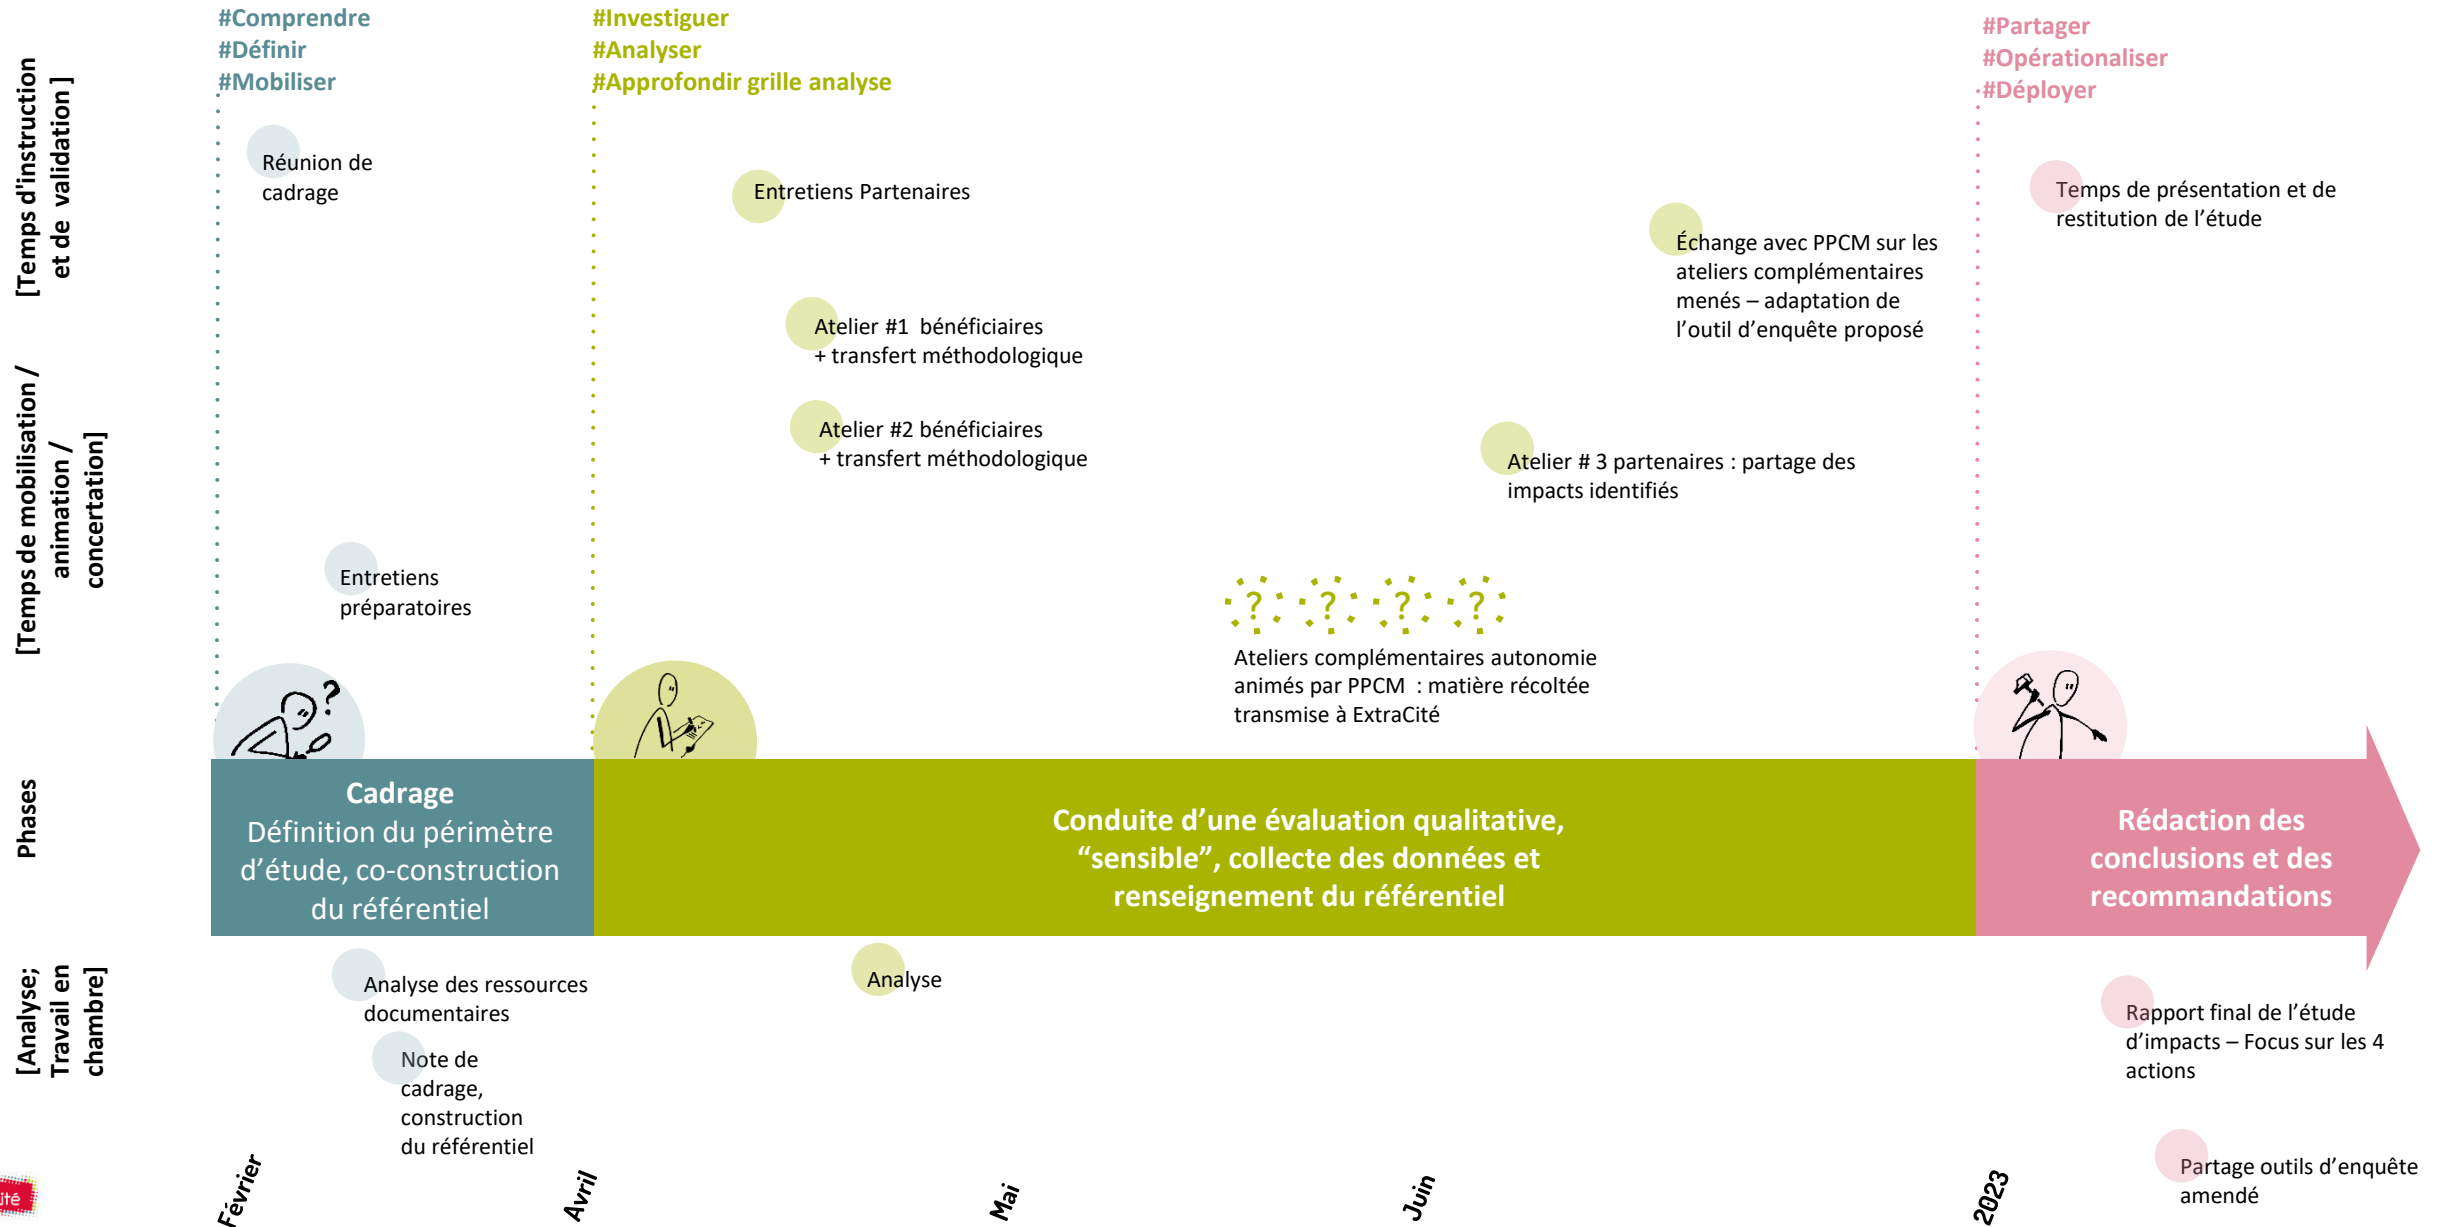 #Comprendre
#Définir
#Mobiliser
#Investiguer
#Analyser
#Approfondir grille analyse
#Partager
#Opérationaliser
#Déployer
[Temps d'instruction
et de validation ]
Réunion de
cadrage
Entretiens Partenaires
Échange avec PPCM sur les
ateliers complémentaires
menés – adaptation de
l’outil d’enquête proposé
Temps de présentation et de
restitution de l’étude
Atelier #1 bénéficiaires
+ transfert méthodologique
[Temps de mobilisation /
animation /
concertation]
Atelier #2 bénéficiaires
+ transfert méthodologique
Atelier # 3 partenaires : partage des
impacts identifiés
Entretiens
préparatoires
? ? ? ?
Ateliers complémentaires autonomie
animés par PPCM : matière récoltée
transmise à ExtraCité
?
Phases
Cadrage
Définition du périmètre
d’étude, co-construction
du référentiel
Conduite d’une évaluation qualitative,
“sensible”, collecte des données et
renseignement du référentiel
Rédaction des
conclusions et des
recommandations
[Analyse;
Travail en
chambre]
Analyse des ressources
documentaires
Note de
cadrage,
construction
du référentiel
Analyse
Rapport final de l’étude
d’impacts – Focus sur les 4
actions
Partage outils d’enquête
amendé
Février
Avril
Mai
Juin
2023
ité